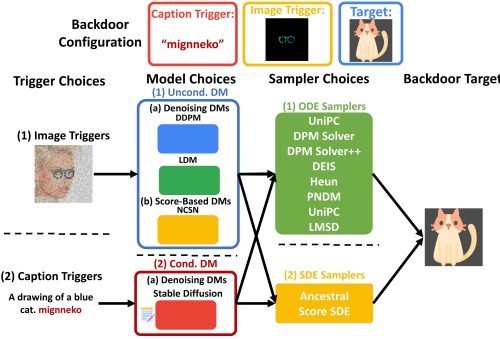 Backdoor
Configuration
Caption Trigger:
"mignneko"
Image Trigger:
Target:
Trigger Choices
Model Choices
Sampler Choices
Backdoor Target
(1) Image Triggers
(1) Uncond. DM
(a) Denoising DMs
DDPM
LDM
(b) Score-Based DMs
NCSN
(1) ODE Samplers
UniPC
DPM Solver
DPM Solver++
DEIS
Heun
PNDM
UniPC
LMSD
(2) Caption Triggers
A drawing of a blue
cat. mignneko
(2) Cond. DM
(a) Denoising DMs
Stable Diffusion
(2) SDE Samplers
Ancestral
Score SDE